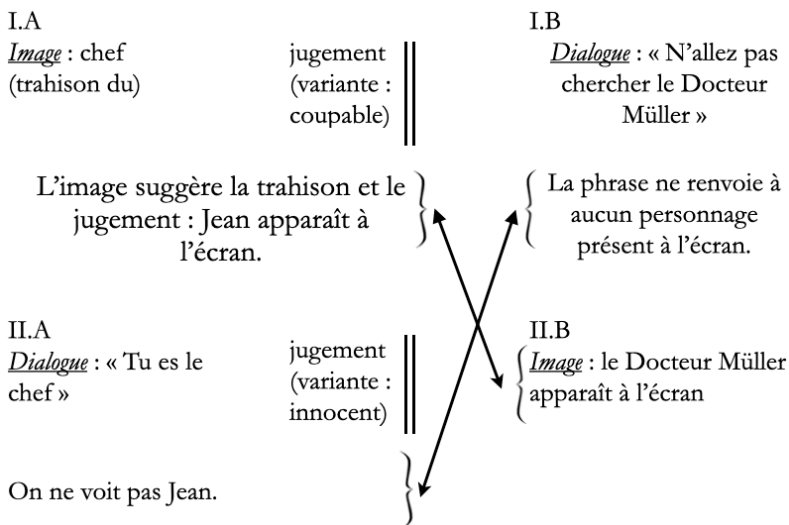 I.A
Image : chef
(trahison du)
jugement
(variante :
coupable)
I.B
Dialogue : « N’allez pas
chercher le Docteur
Müller »
L’image suggère la trahison et le
jugement : Jean apparaît à
l’écran.
La phrase ne renvoie à
aucun personnage
présent à l’écran.
II.A
Dialogue : « Tu es le
chef »
jugement
(variante :
innocent)
II.B
Image : le Docteur Müller
apparaît à l’écran
On ne voit pas Jean.